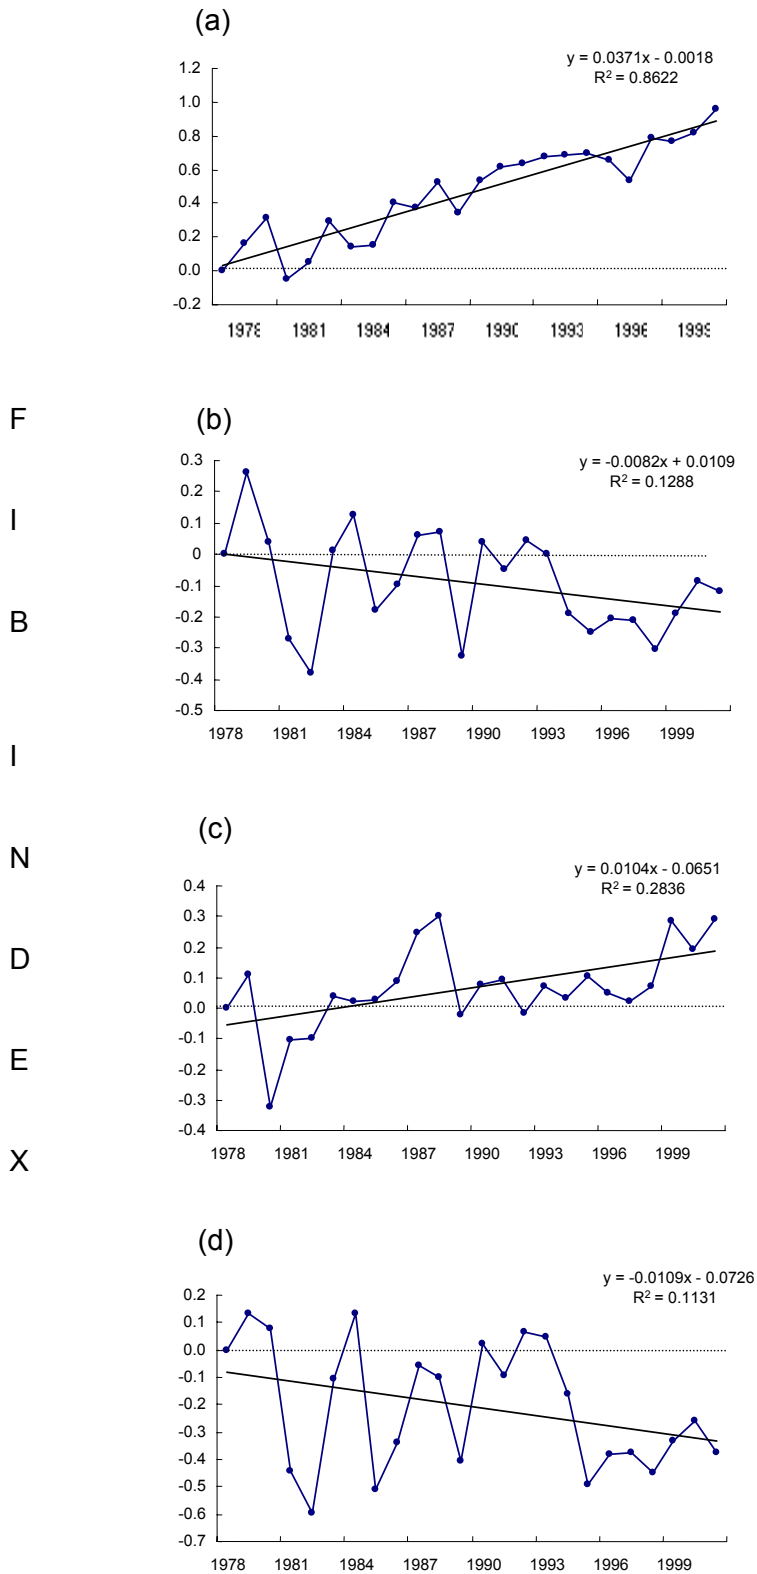 (a)
y = 0.0371x - 0.0018
R² = 0.8622
1.2
1.0
0.8
0.6
0.4
0.2
0.0
-0.2
1978 1981 1984 1987 1990 1993 1996 1999
F
I
B
I
N
D
E
X
(b)
y = -0.0082x + 0.0109
R² = 0.1288
0.3
0.2
0.1
0
-0.1
-0.2
-0.3
-0.4
-0.5
1978 1981 1984 1987 1990 1993 1996 1999
(c)
y = 0.0104x - 0.0651
R² = 0.2836
0.4
0.3
0.2
0.1
0.0
-0.1
-0.2
-0.3
-0.4
1978 1981 1984 1987 1990 1993 1996 1999
(d)
y = -0.0109x - 0.0726
R² = 0.1131
0.2
0.1
0.0
-0.1
-0.2
-0.3
-0.4
-0.5
-0.6
-0.7
1978 1981 1984 1987 1990 1993 1996 1999